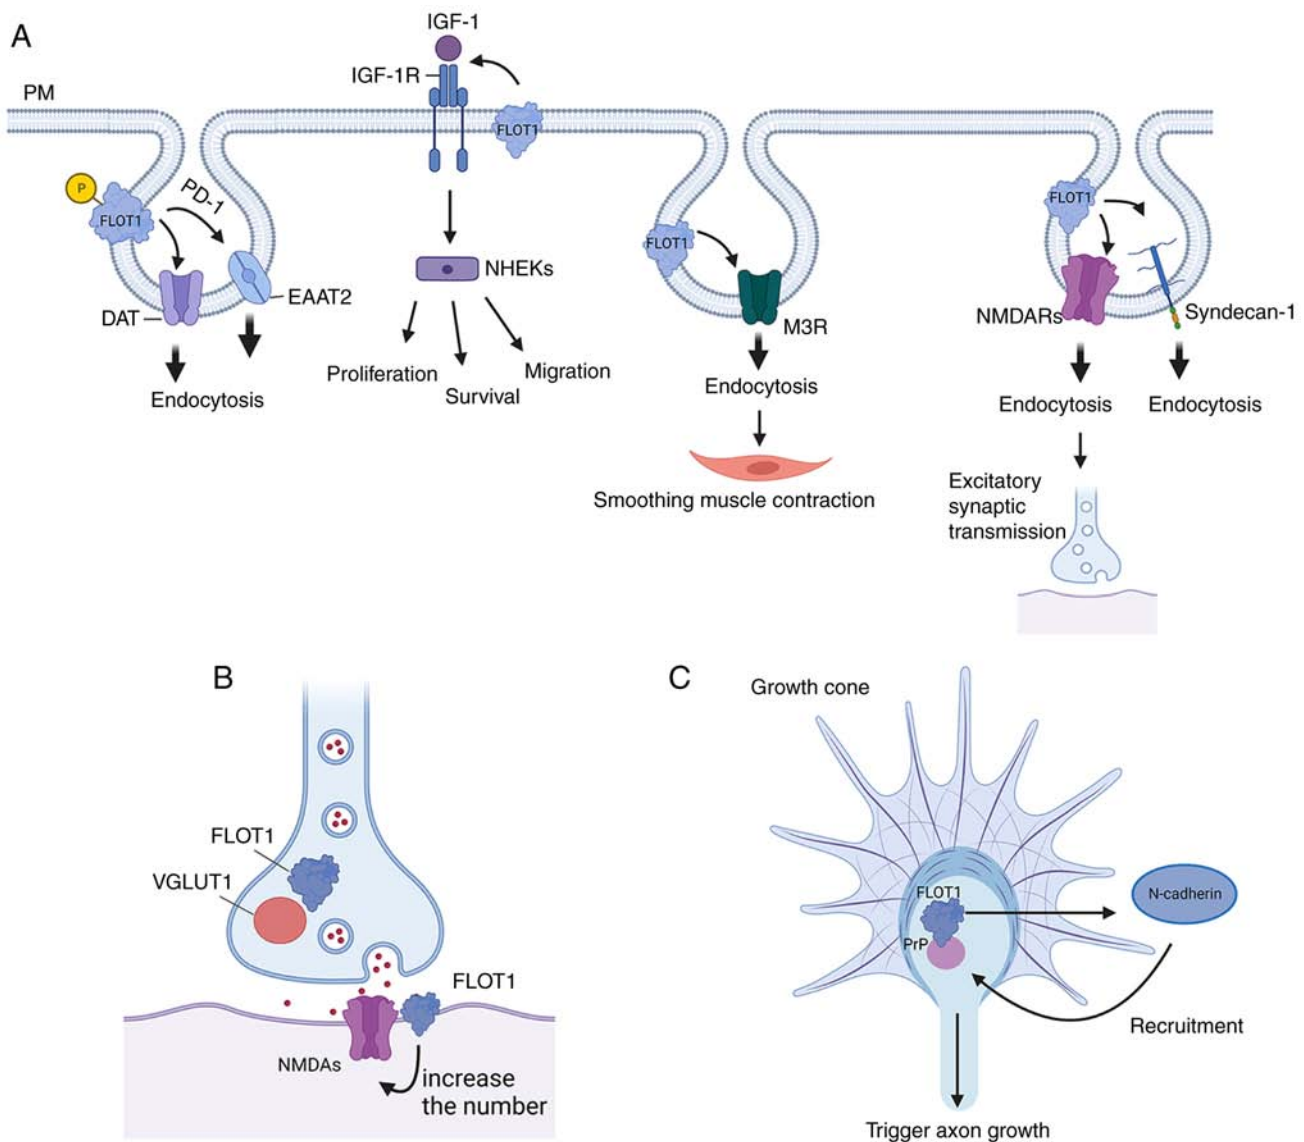 A
IGF-1
IGF-1R
PM
FLOT1
P
PD-1
FLOT1
DAT
EAAT2
Endocytosis
NHEKs
Proliferation
Survival
Migration
FLOT1
M3R
Endocytosis
Smoothing muscle contraction
FLOT1
NMDARs
Syndecan-1
Endocytosis
Endocytosis
Excitatory
synaptic
transmission
B
FLOT1
VGLUT1
FLOT1
NMDAs
increase
the number
C
Growth cone
FLOT1
PrP
N-cadherin
Recruitment
Trigger axon growth